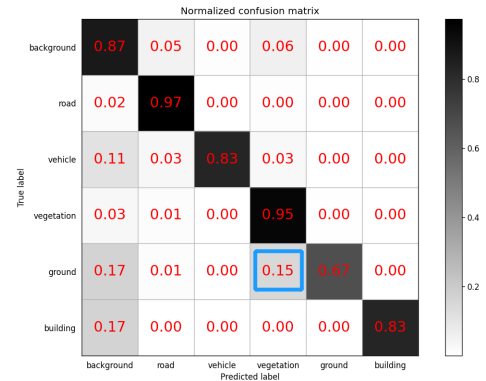 Normalized confusion matrix
background 0.87 0.05 0.00 0.06 0.00 0.00
road 0.02 0.97 0.00 0.00 0.00 0.00
vehicle 0.11 0.03 0.83 0.03 0.00 0.00
vegetation 0.03 0.01 0.00 0.95 0.00 0.00
ground 0.17 0.01 0.00 0.15 0.67 0.00
building 0.17 0.00 0.00 0.00 0.00 0.83
background road vehicle vegetation ground building
Predicted label
True label
0.8
0.6
0.4
0.2